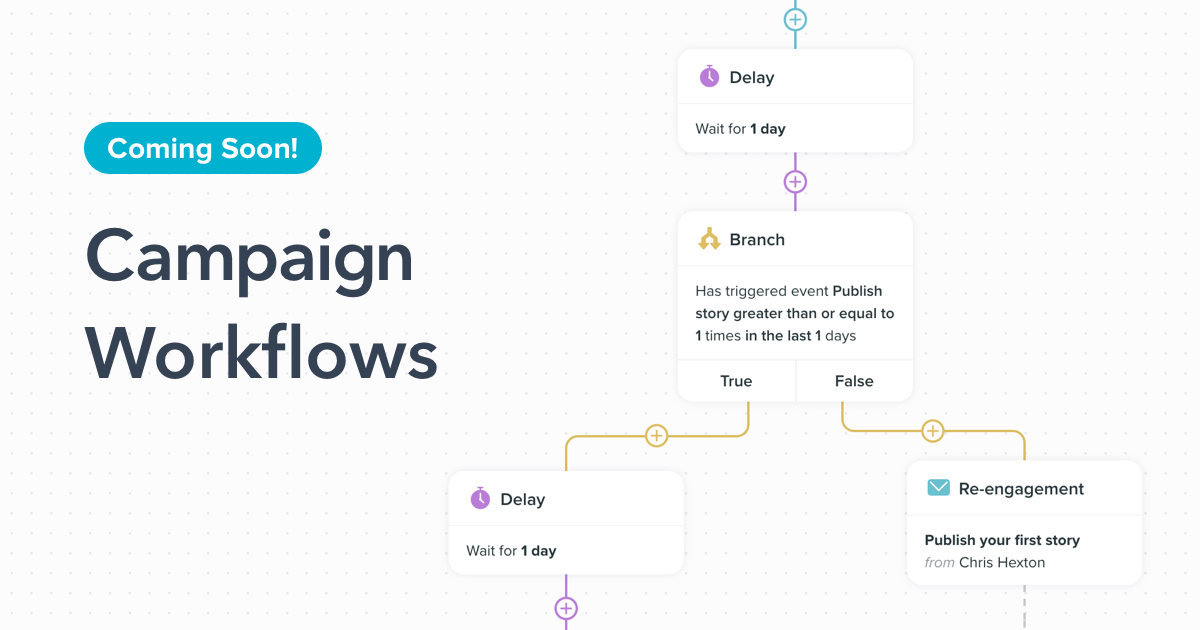 Coming Soon!
Campaign
Workflows
Delay
Wait for 1 day
Branch
Has triggered event Publish
story greater than or equal to
1 times in the last 1 days
True
False
Delay
Wait for 1 day
Re-engagement
Publish your first story
from Chris Hexton